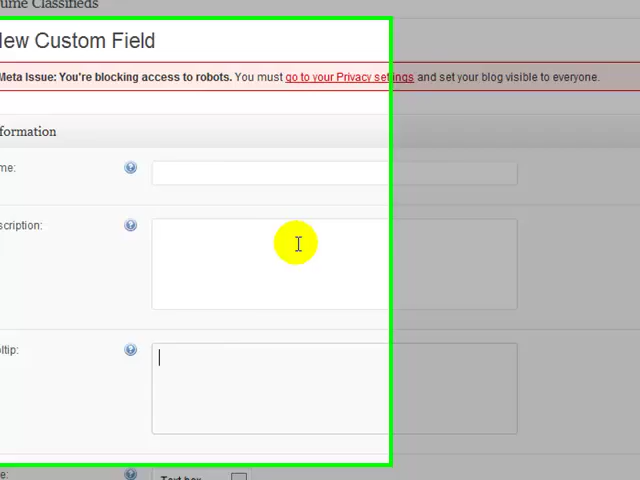 ume Classifieds
ew Custom Field
Meta Issue: You're blocking access to robots. You must go to your Privacy settings and set your blog visible to everyone.
formation
me:
scription:
oltip:
e:
Text box